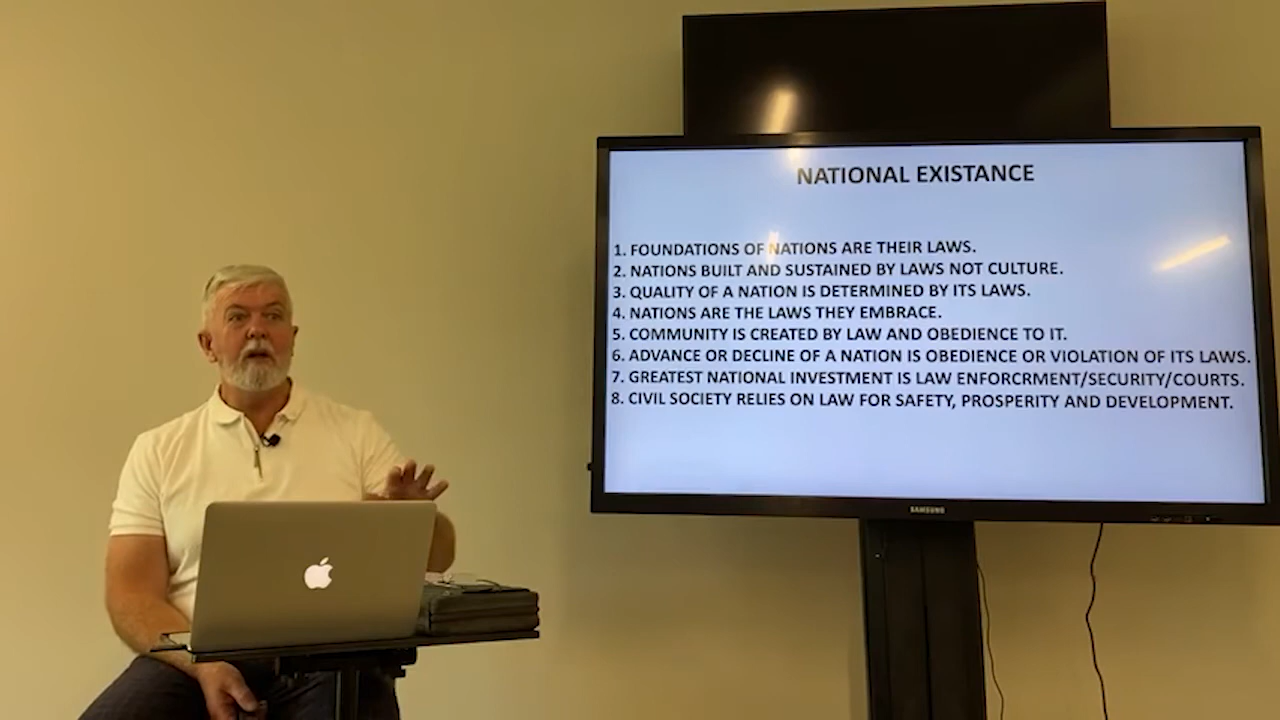 NATIONAL EXISTANCE
1. FOUNDATIONS OF NATIONS ARE THEIR LAWS.
2. NATIONS BUILT AND SUSTAINED BY LAWS NOT CULTURE.
3. QUALITY OF A NATION IS DETERMINED BY ITS LAWS.
4. NATIONS ARE THE LAWS THEY EMBRACE.
5. COMMUNITY IS CREATED BY LAW AND OBEDIENCE TO IT.
6. ADVANCE OR DECLINE OF A NATION IS OBEDIENCE OR VIOLATION OF ITS LAWS.
7. GREATEST NATIONAL INVESTMENT IS LAW ENFORCRMENT/SECURITY/COURTS.
8. CIVIL SOCIETY RELIES ON LAW FOR SAFETY, PROSPERITY AND DEVELOPMENT.
SAMSUNG